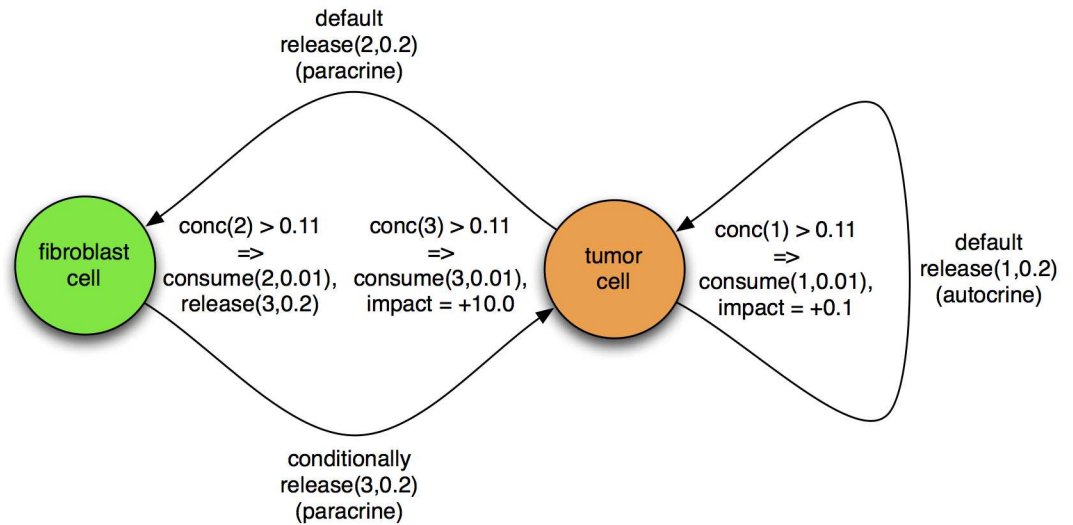 default
release(2,0.2)
(paracrine)
fibroblast
cell
conc(2) > 0.11
=>
consume(2,0.01),
release(3,0.2)
conc(3) > 0.11
=>
consume(3,0.01),
impact = +10.0
tumor
cell
conc(1) > 0.11
=>
consume(1,0.01),
impact = +0.1
default
release(1,0.2)
(autocrine)
conditionally
release(3,0.2)
(paracrine)